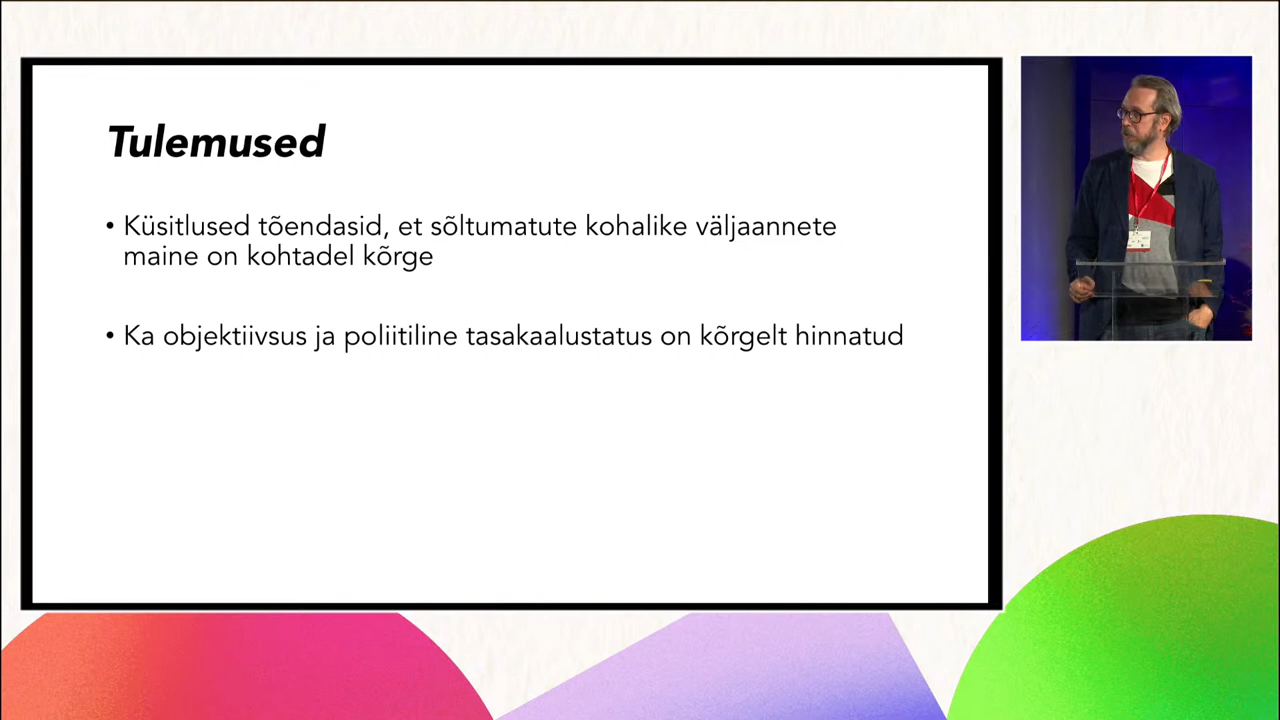 Tulemused
• Küsitlused tõendasid, et sõltumatute kohalike väljaannete
maine on kohtadel kõrge
• Ka objektiivsus ja poliitiline tasakaalustatus on kõrgelt hinnatud